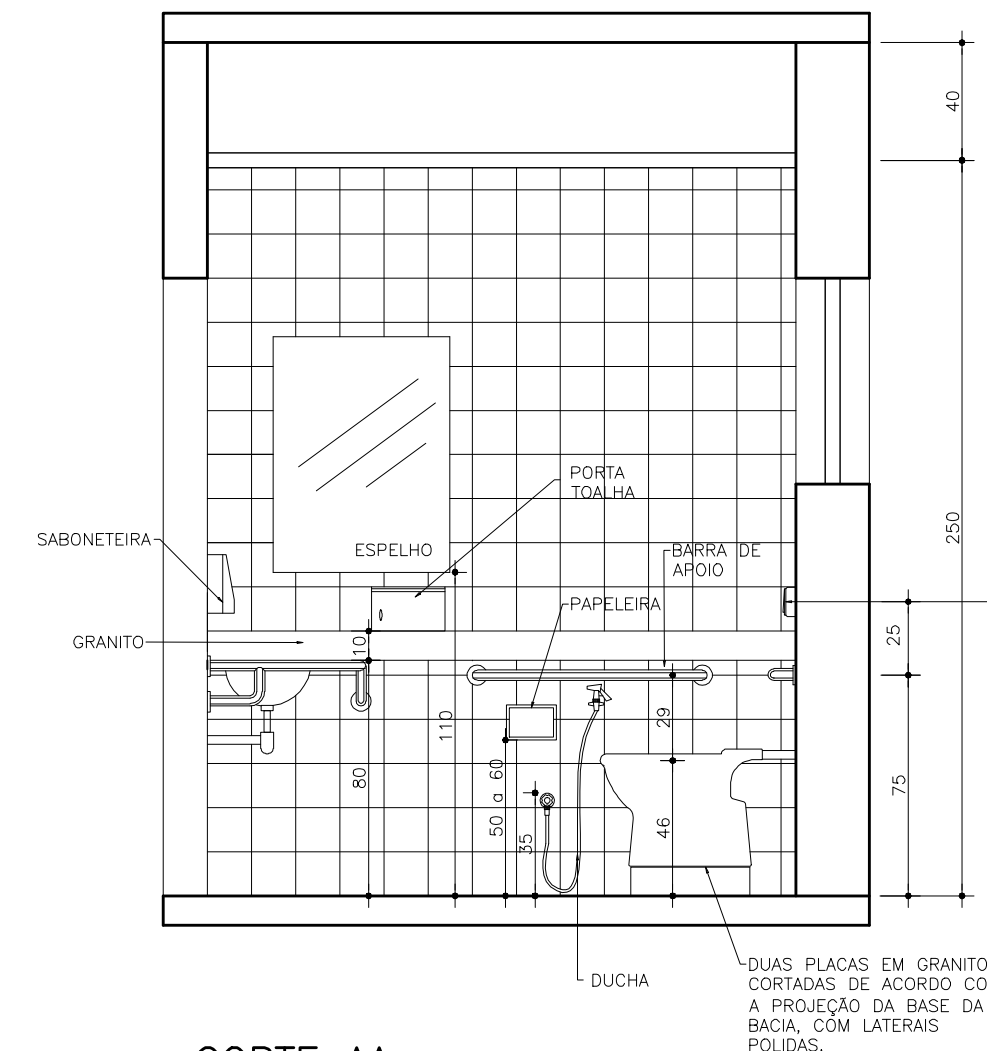 40
250
PORTA
TOALHA
SABONETEIRA
ESPELHO
BARRA DE
APOIO
PAPELEIRA
25
GRANITO
10
110
29
80
50 a 60
75
46
35
DUCHA
DUAS PLACAS EM GRANITO
CORTADAS DE ACORDO CO
A PROJEÇÃO DA BASE DA
BACIA, COM LATERAIS
POLIDAS.
CORTE AA